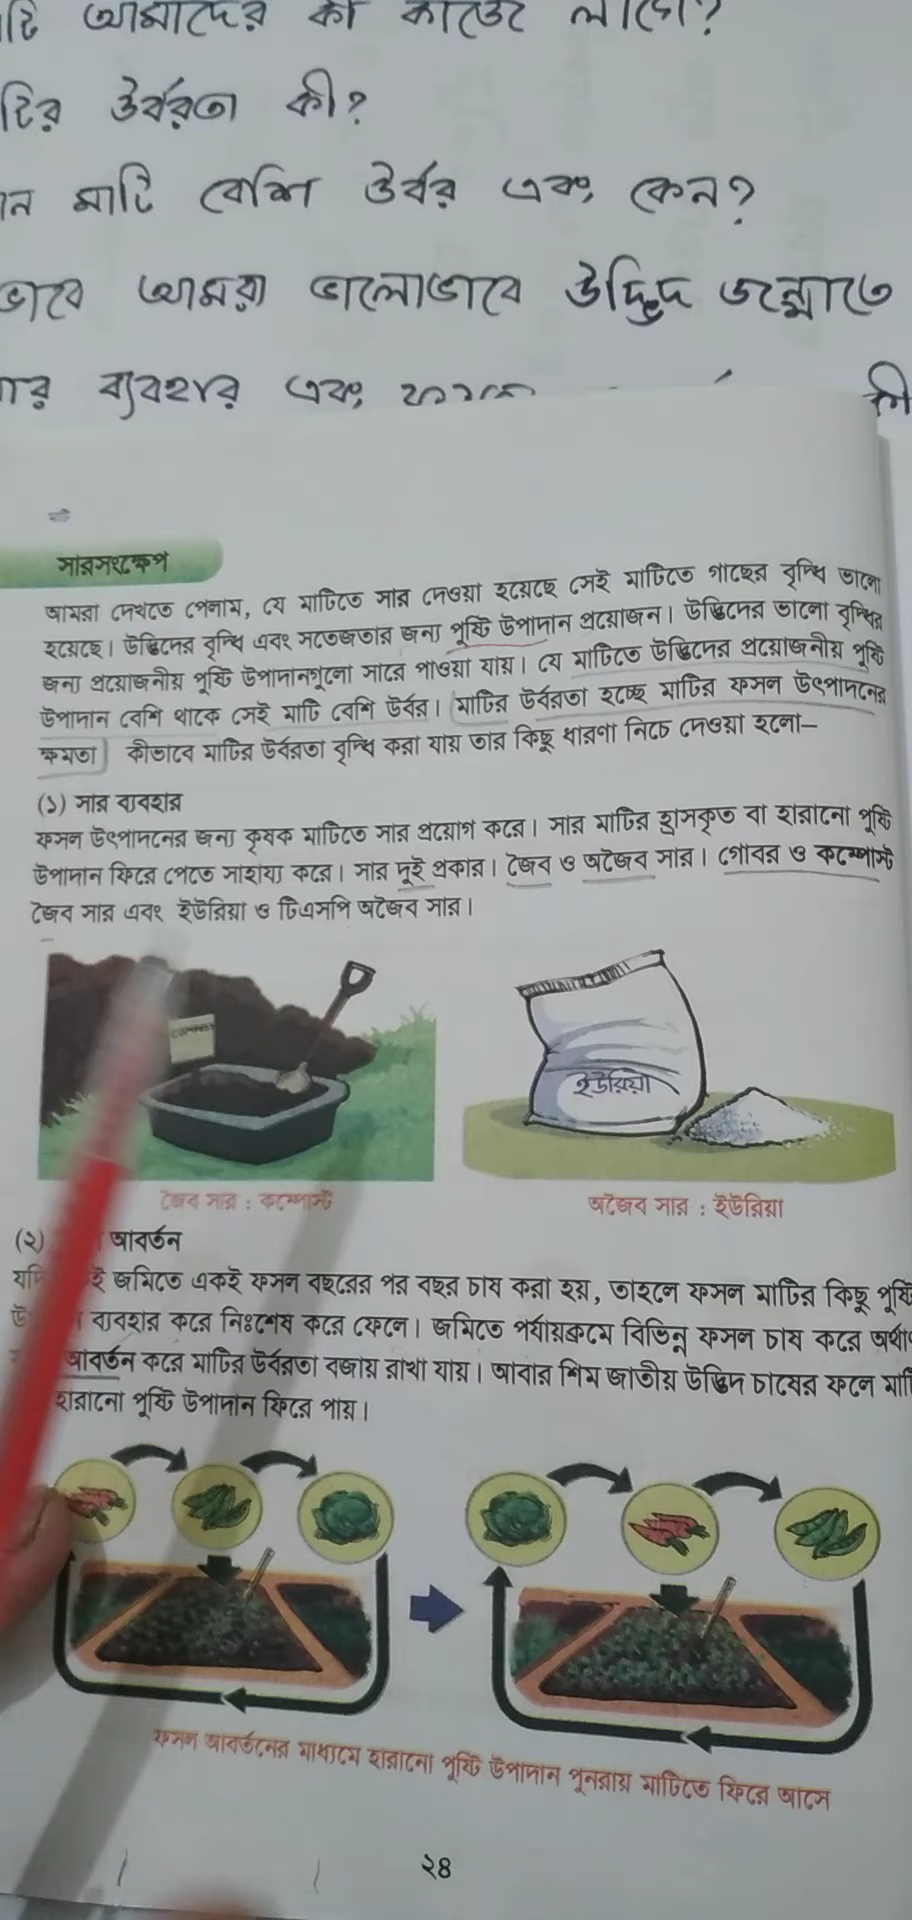 আমাদের কী কাজে লাগে?
টির উর্বরতা কী?
ন মাটি বেশি উর্বর এবং কেন?
ভাবে আমরা ভালোভাবে উদ্ভিদ জন্মাতে
ার ব্যবহার এবং কী
সারসংক্ষেপ
আমরা দেখতে পেলাম, যে মাটিতে সার দেওয়া হয়েছে সেই মাটিতে গাছের বৃদ্ধি ভালো
হয়েছে। উদ্ভিদের বৃদ্ধি এবং সতেজতার জন্য পুষ্টি উপাদান প্রয়োজন। উদ্ভিদের ভালো বৃদ্ধির
জন্য প্রয়োজনীয় পুষ্টি উপাদানগুলো সারে পাওয়া যায়। যে মাটিতে উদ্ভিদের প্রয়োজনীয় পুষ্টি
উপাদান বেশি থাকে সেই মাটি বেশি উর্বর। মাটির উর্বরতা হচ্ছে মাটির ফসল উৎপাদনের
ক্ষমতা। কীভাবে মাটির উর্বরতা বৃদ্ধি করা যায় তার কিছু ধারণা নিচে দেওয়া হলো—
(১) সার ব্যবহার
ফসল উৎপাদনের জন্য কৃষক মাটিতে সার প্রয়োগ করে। সার মাটির হ্রাসকৃত বা হারানো পুষ্টি
উপাদান ফিরে পেতে সাহায্য করে। সার দুই প্রকার। জৈব ও অজৈব সার। গোবর ও কম্পোস্ট
জৈব সার এবং ইউরিয়া ও টিএসপি অজৈব সার।
COMPOST
ইউরিয়া
জৈব সার : কম্পোস্ট
অজৈব সার : ইউরিয়া
(২) আবর্তন
যদি ই জমিতে একই ফসল বছরের পর বছর চাষ করা হয়, তাহলে ফসল মাটির কিছু পুষ্টি
উ ন ব্যবহার করে নিঃশেষ করে ফেলে। জমিতে পর্যায়ক্রমে বিভিন্ন ফসল চাষ করে অর্থা
আবর্তন করে মাটির উর্বরতা বজায় রাখা যায়। আবার শিম জাতীয় উদ্ভিদ চাষের ফলে মাটি
হারানো পুষ্টি উপাদান ফিরে পায়।
ফসল আবর্তনের মাধ্যমে হারানো পুষ্টি উপাদান পুনরায় মাটিতে ফিরে আসে
২৪